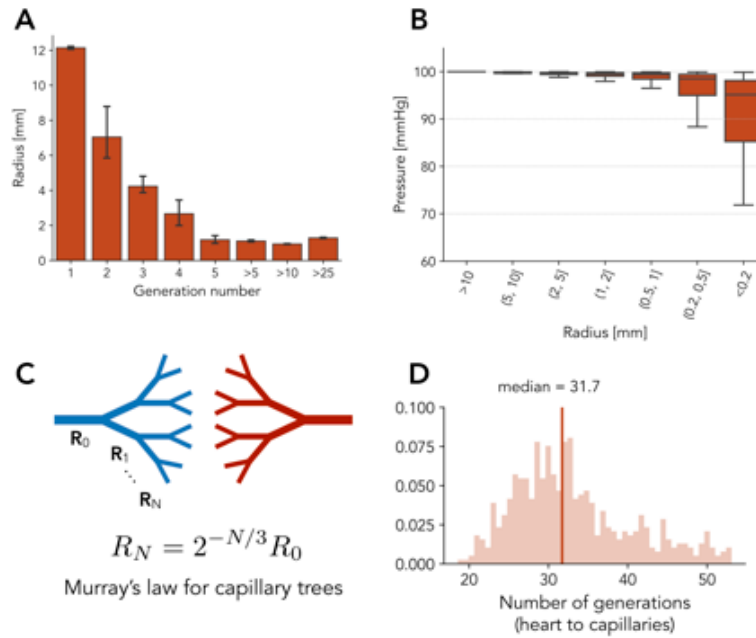 A
Radius [mm]
12
10
8
6
4
2
0
1 2 3 4 5 >5 >10 >25
Generation number
B
Pressure [mmHg]
100
90
80
70
60
>10 (5, 10] (2, 5] (1, 2] (0.5, 1] (0.2, 0,5] <0.2
Radius [mm]
C
R0
R1
RN
R_N = 2^{-N/3} R_0
Murray's law for capillary trees
D
median = 31.7
0.100
0.075
0.050
0.025
0.000
20 30 40 50
Number of generations
(heart to capillaries)